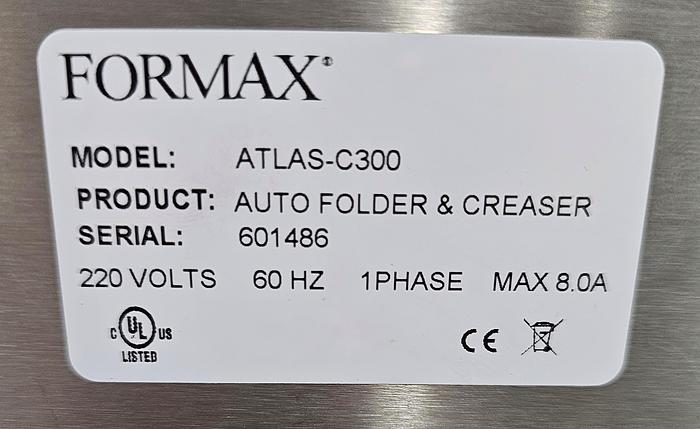 FORMAX®
MODEL: ATLAS-C300
PRODUCT: AUTO FOLDER & CREASER
SERIAL: 601486
220 VOLTS 60 HZ 1PHASE MAX 8.0A
C UL US
LISTED
CE